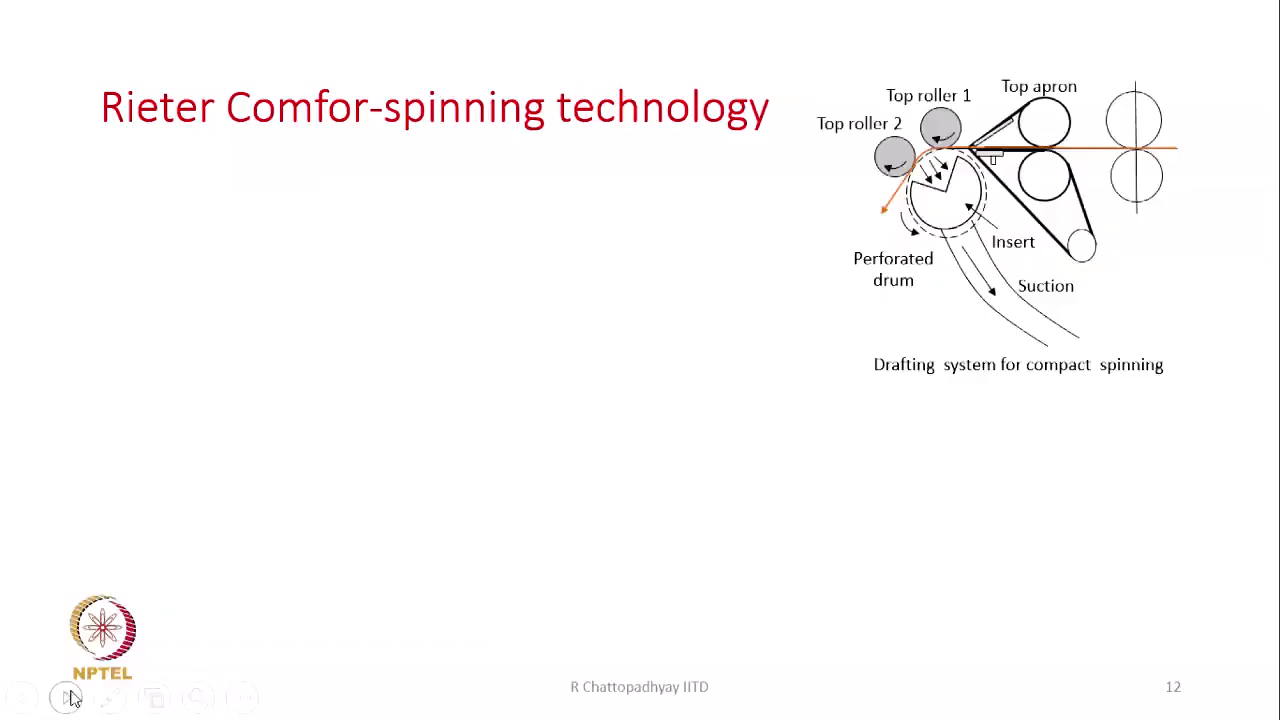 Rieter Comfor-spinning technology
Top apron
Top roller 1
Top roller 2
Insert
Perforated
drum
Suction
Drafting system for compact spinning
NPTEL
R Chattopadhyay IITD
12